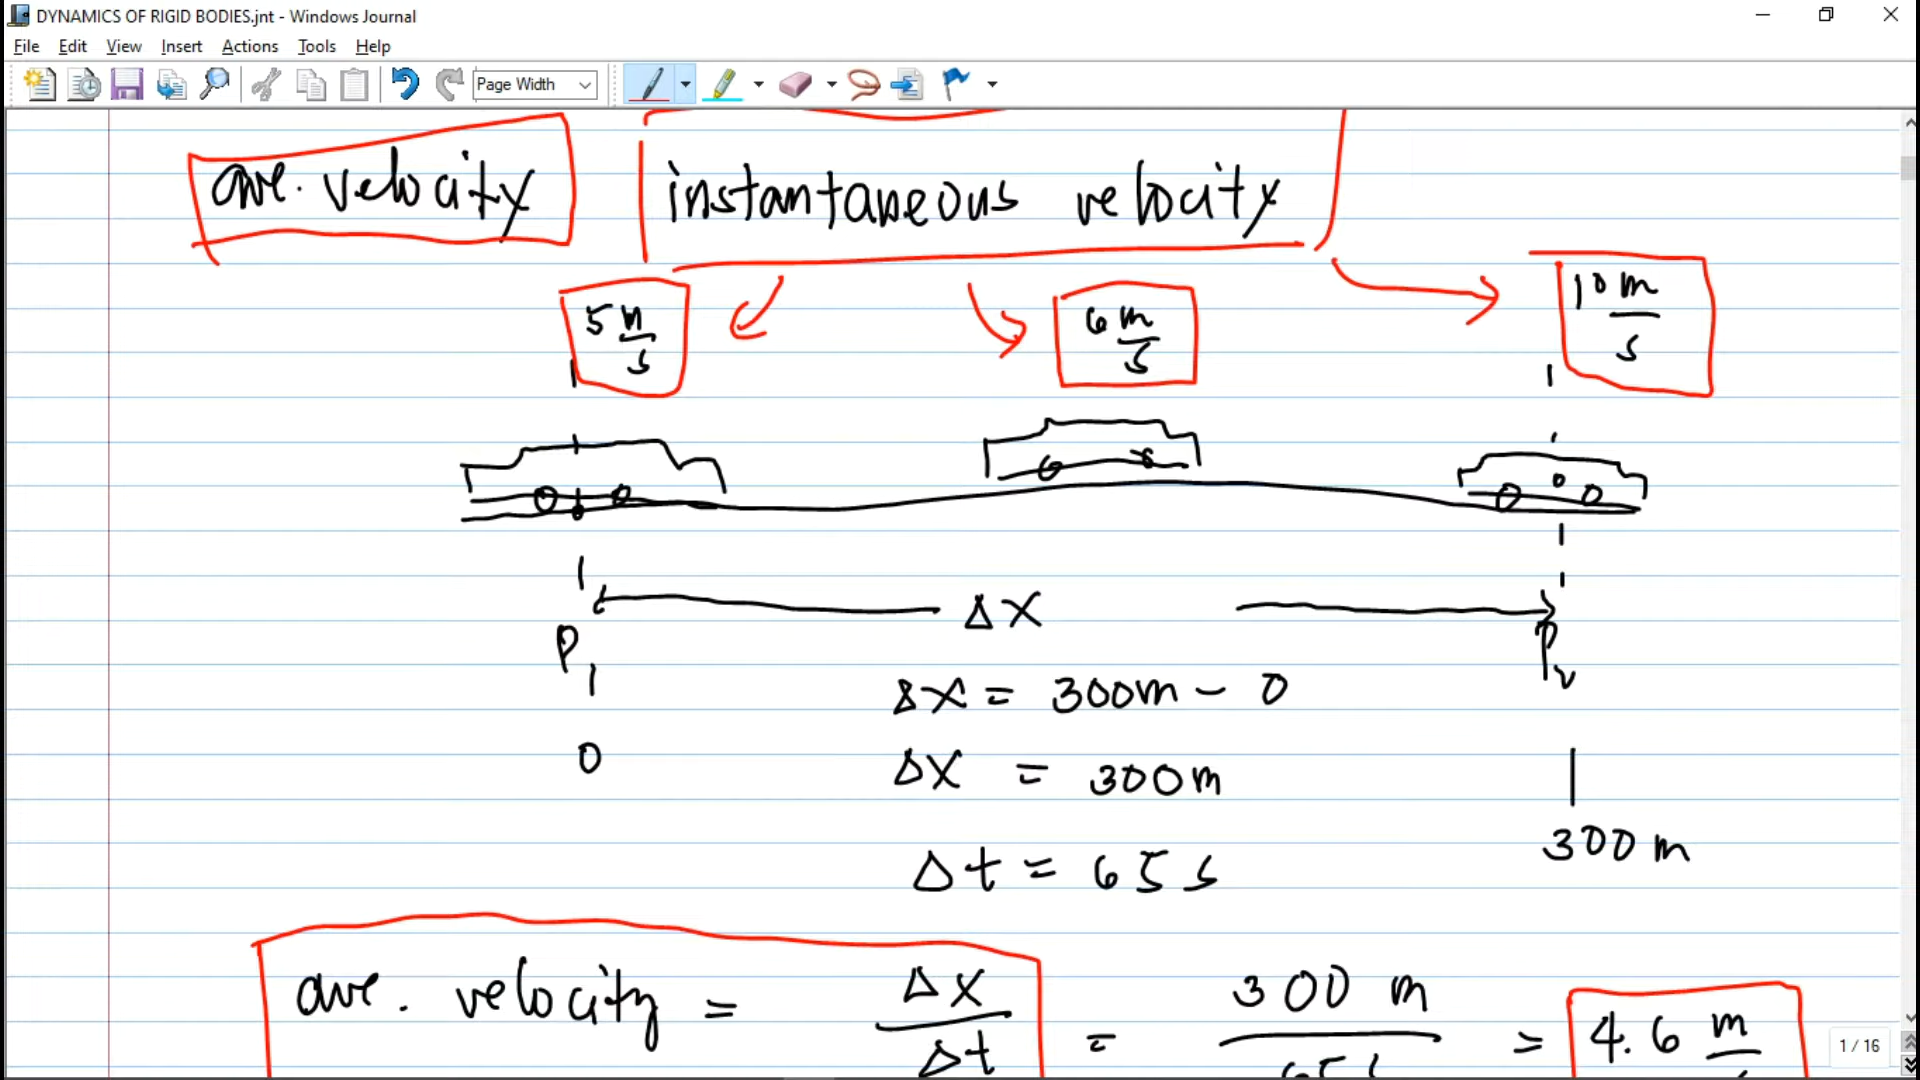 DYNAMICS OF RIGID BODIES.jnt - Windows Journal
File Edit View Insert Actions Tools Help
Page Width
ave. velocity instantaneous velocity
5 m/s 6 m/s 10 m/s
ΔX
P1 P2
ΔX = 300m - 0
0 ΔX = 300m
300 m
Δt = 65 s
ave. velocity = ΔX/Δt = 300 m/65 s = 4.6 m
1 / 16